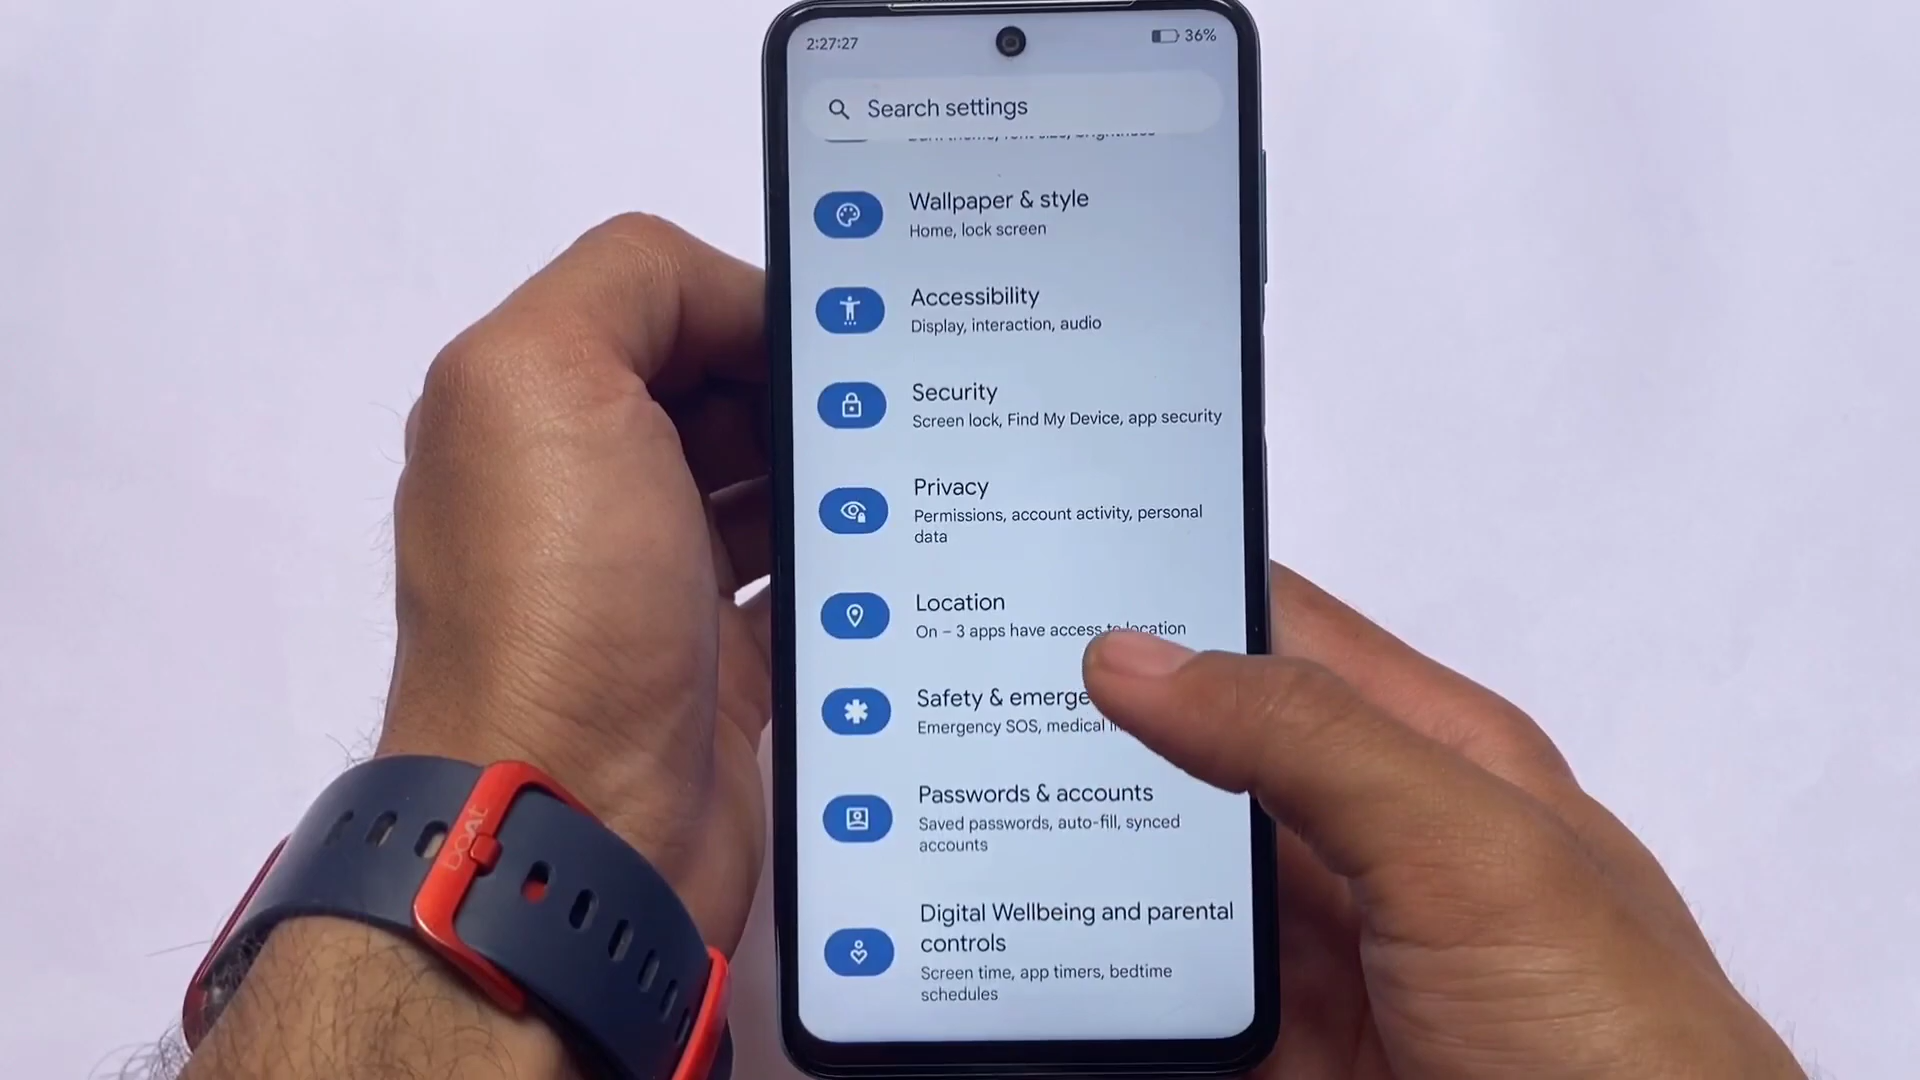 2:27:27
36%
Search settings
Wallpaper & style
Home, lock screen
Accessibility
Display, interaction, audio
Security
Screen lock, Find My Device, app security
Privacy
Permissions, account activity, personal
data
Location
On – 3 apps have access to location
Safety & emerge
Emergency SOS, medical
Passwords & accounts
Saved passwords, auto-fill, synced
accounts
Digital Wellbeing and parental
controls
Screen time, app timers, bedtime
schedules
boAt